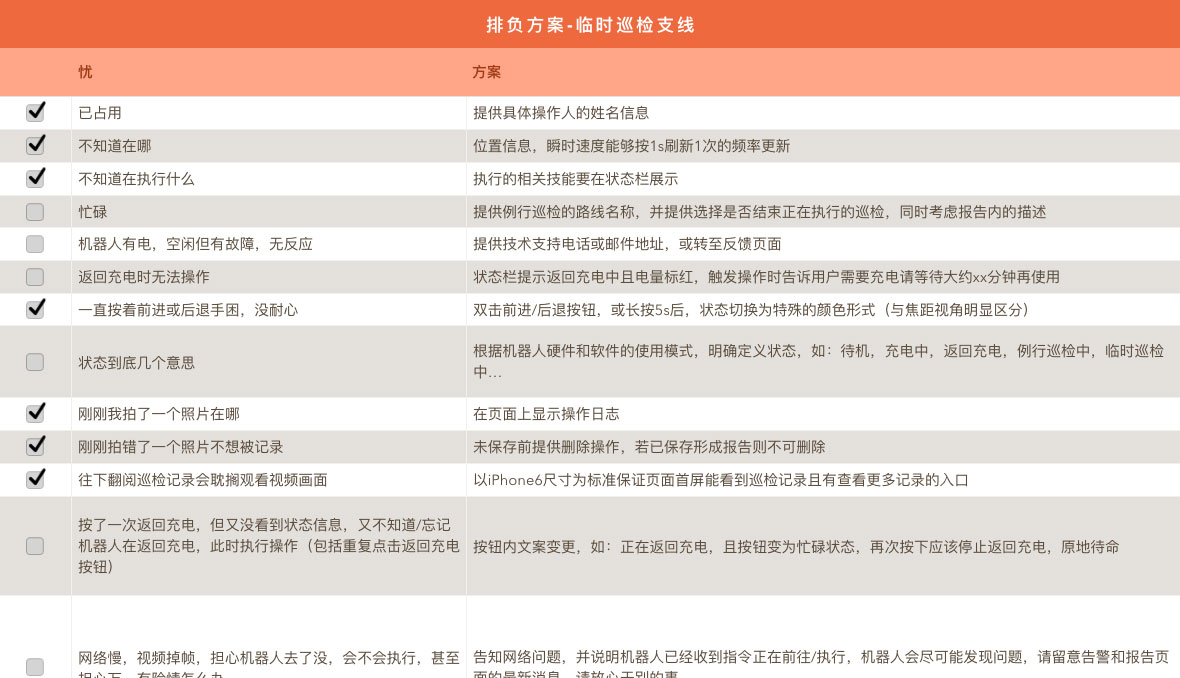 排负方案-临时巡检支线
忧 方案
已占用 提供具体操作人的姓名信息
不知道在哪 位置信息，瞬时速度能够按1s刷新1次的频率更新
不知道在执行什么 执行的相关技能要在状态栏展示
忙碌 提供例行巡检的路线名称，并提供选择是否结束正在执行的巡检，同时考虑报告内的描述
机器人有电，空闲但有故障，无反应 提供技术支持电话或邮件地址，或转至反馈页面
返回充电时无法操作 状态栏提示返回充电中且电量标红，触发操作时告诉用户需要充电请等待大约xx分钟再使用
一直按着前进或后退手困，没耐心 双击前进/后退按钮，或长按5s后，状态切换为特殊的颜色形式（与焦距视角明显区分）
状态到底几个意思
根据机器人硬件和软件的使用模式，明确定义状态，如：待机，充电中，返回充电，例行巡检中，临时巡检
中…
刚刚我拍了一个照片在哪 在页面上显示操作日志
刚刚拍错了一个照片不想被记录 未保存前提供删除操作，若已保存形成报告则不可删除
往下翻阅巡检记录会耽搁观看视频画面 以iPhone6尺寸为标准保证页面首屏能看到巡检记录且有查看更多记录的入口
按了一次返回充电，但又没看到状态信息，又不知道/忘记
机器人在返回充电，此时执行操作（包括重复点击返回充电
按钮）
按钮内文案变更，如：正在返回充电，且按钮变为忙碌状态，再次按下应该停止返回充电，原地待命
网络慢，视频掉帧，担心机器人去了没，会不会执行，甚至
告知网络问题，并说明机器人已经收到指令正在前往/执行，机器人会尽可能发现问题，请留意告警和报告页